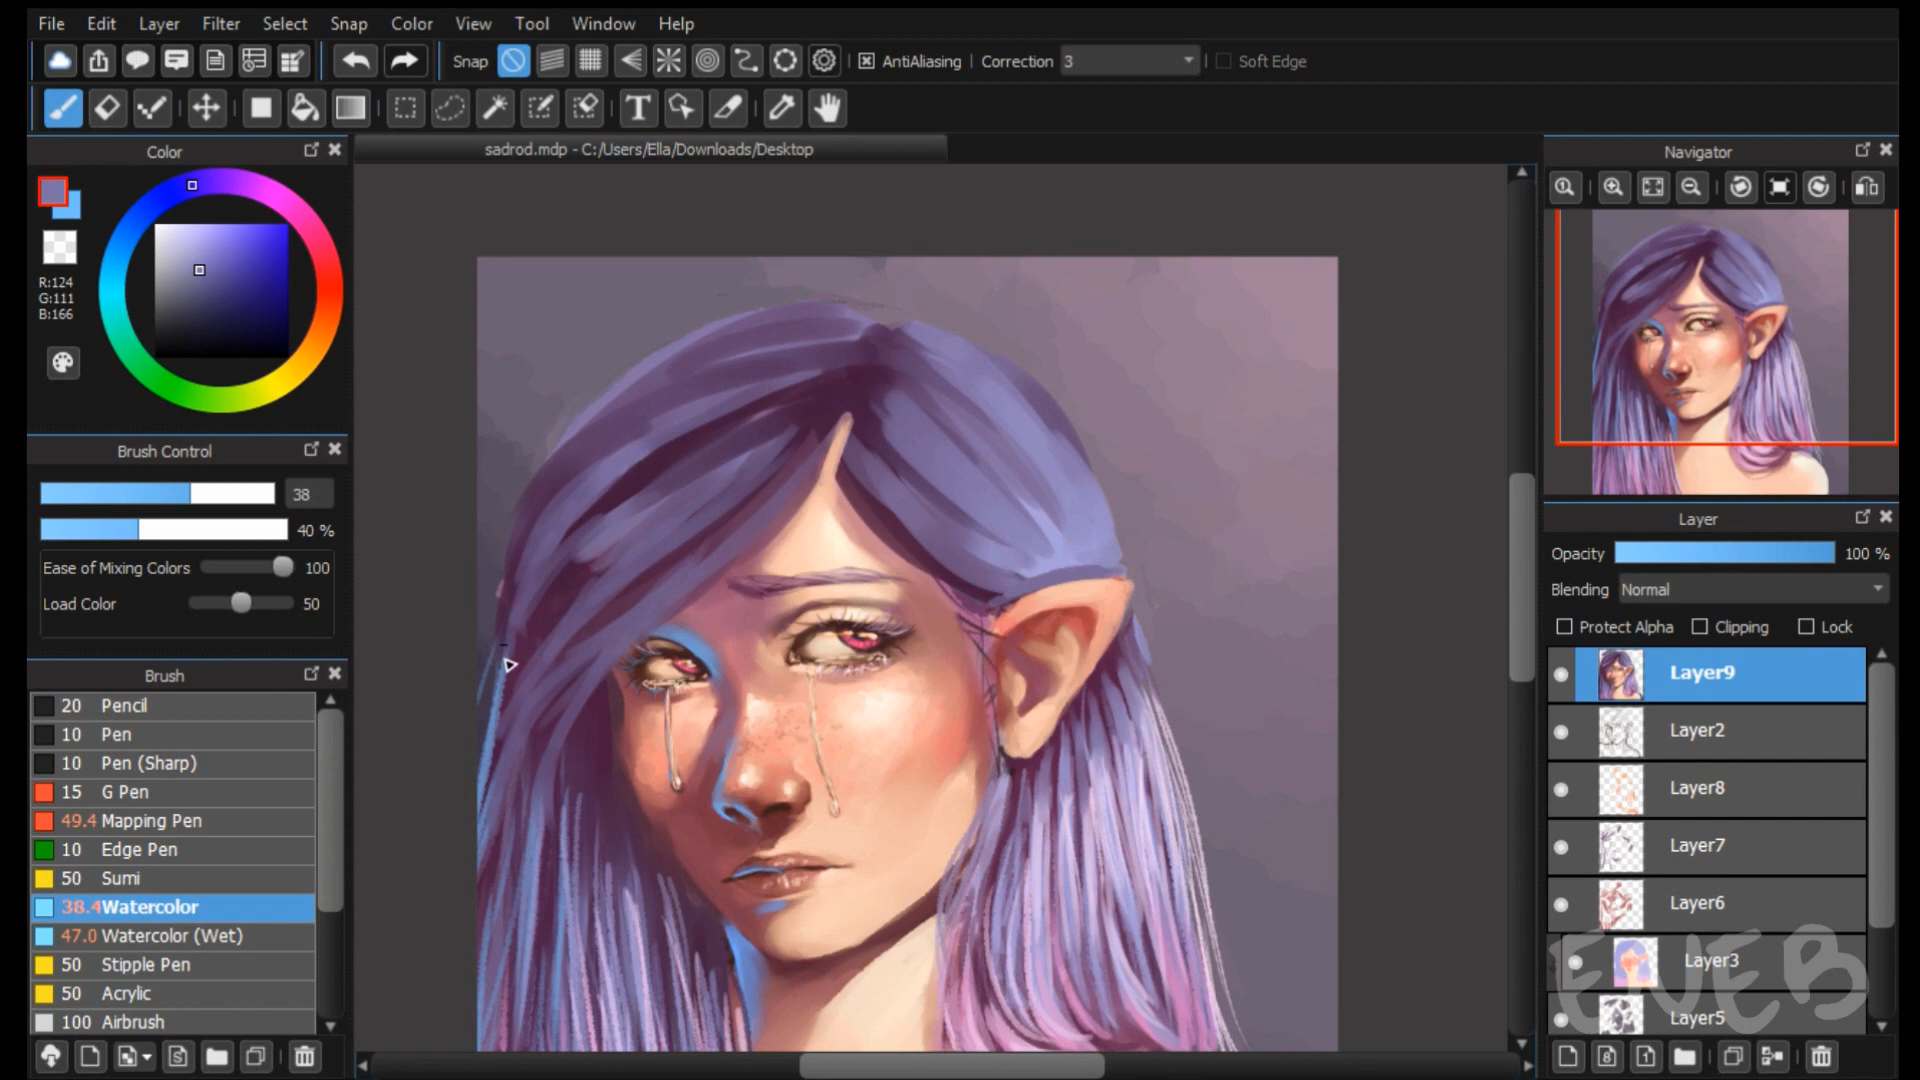 File Edit Layer Filter Select Snap Color View Tool Window Help
Snap AntiAliasing Correction 3 Soft Edge
T
Color
sadrod.mdp - C:/Users/Ella/Downloads/Desktop
Navigator
R:124
G:111
B:166
Brush Control
38
40 %
Ease of Mixing Colors 100
Load Color 50
Brush
20 Pencil
10 Pen
10 Pen (Sharp)
15 G Pen
49.4 Mapping Pen
10 Edge Pen
50 Sumi
38.4 Watercolor
47.0 Watercolor (Wet)
50 Stipple Pen
50 Acrylic
100 Airbrush
Layer
Opacity 100 %
Blending Normal
Protect Alpha Clipping Lock
Layer9
Layer2
Layer8
Layer7
Layer6
Layer3
Layer5
EVEB